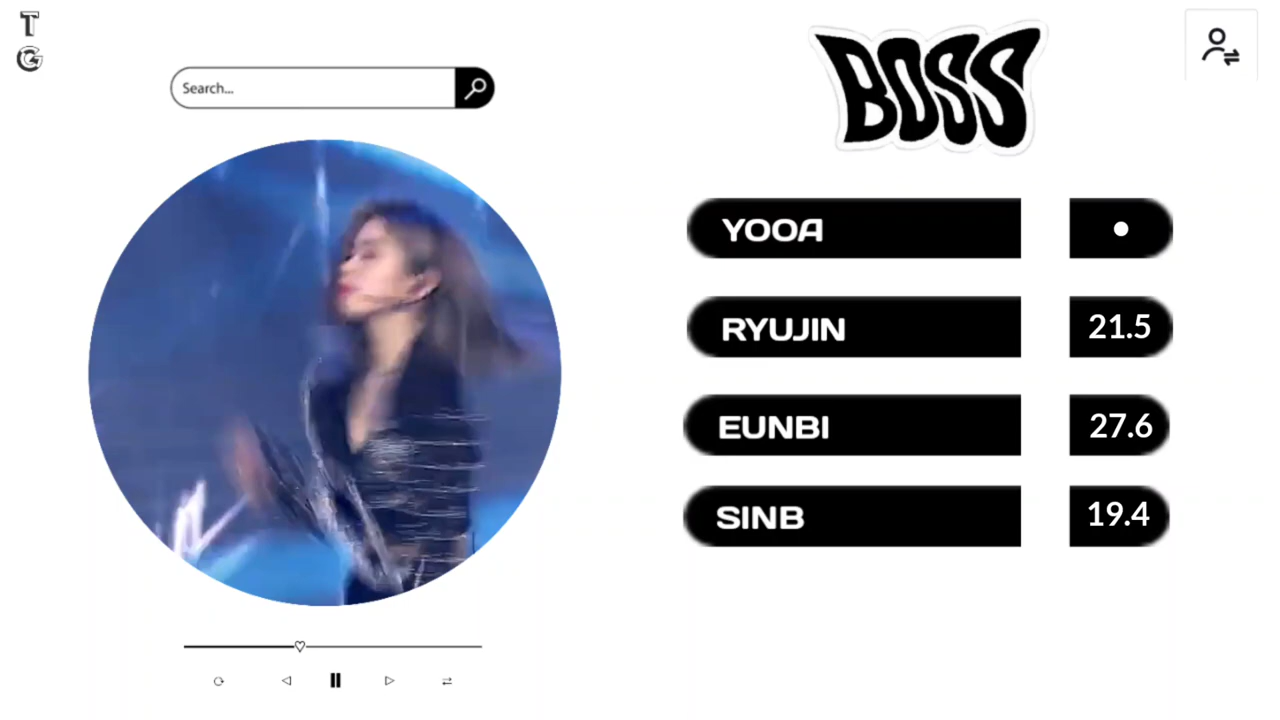 T
G
Search...
BOSS
YOOA
RYUJIN 21.5
EUNBI 27.6
SINB 19.4